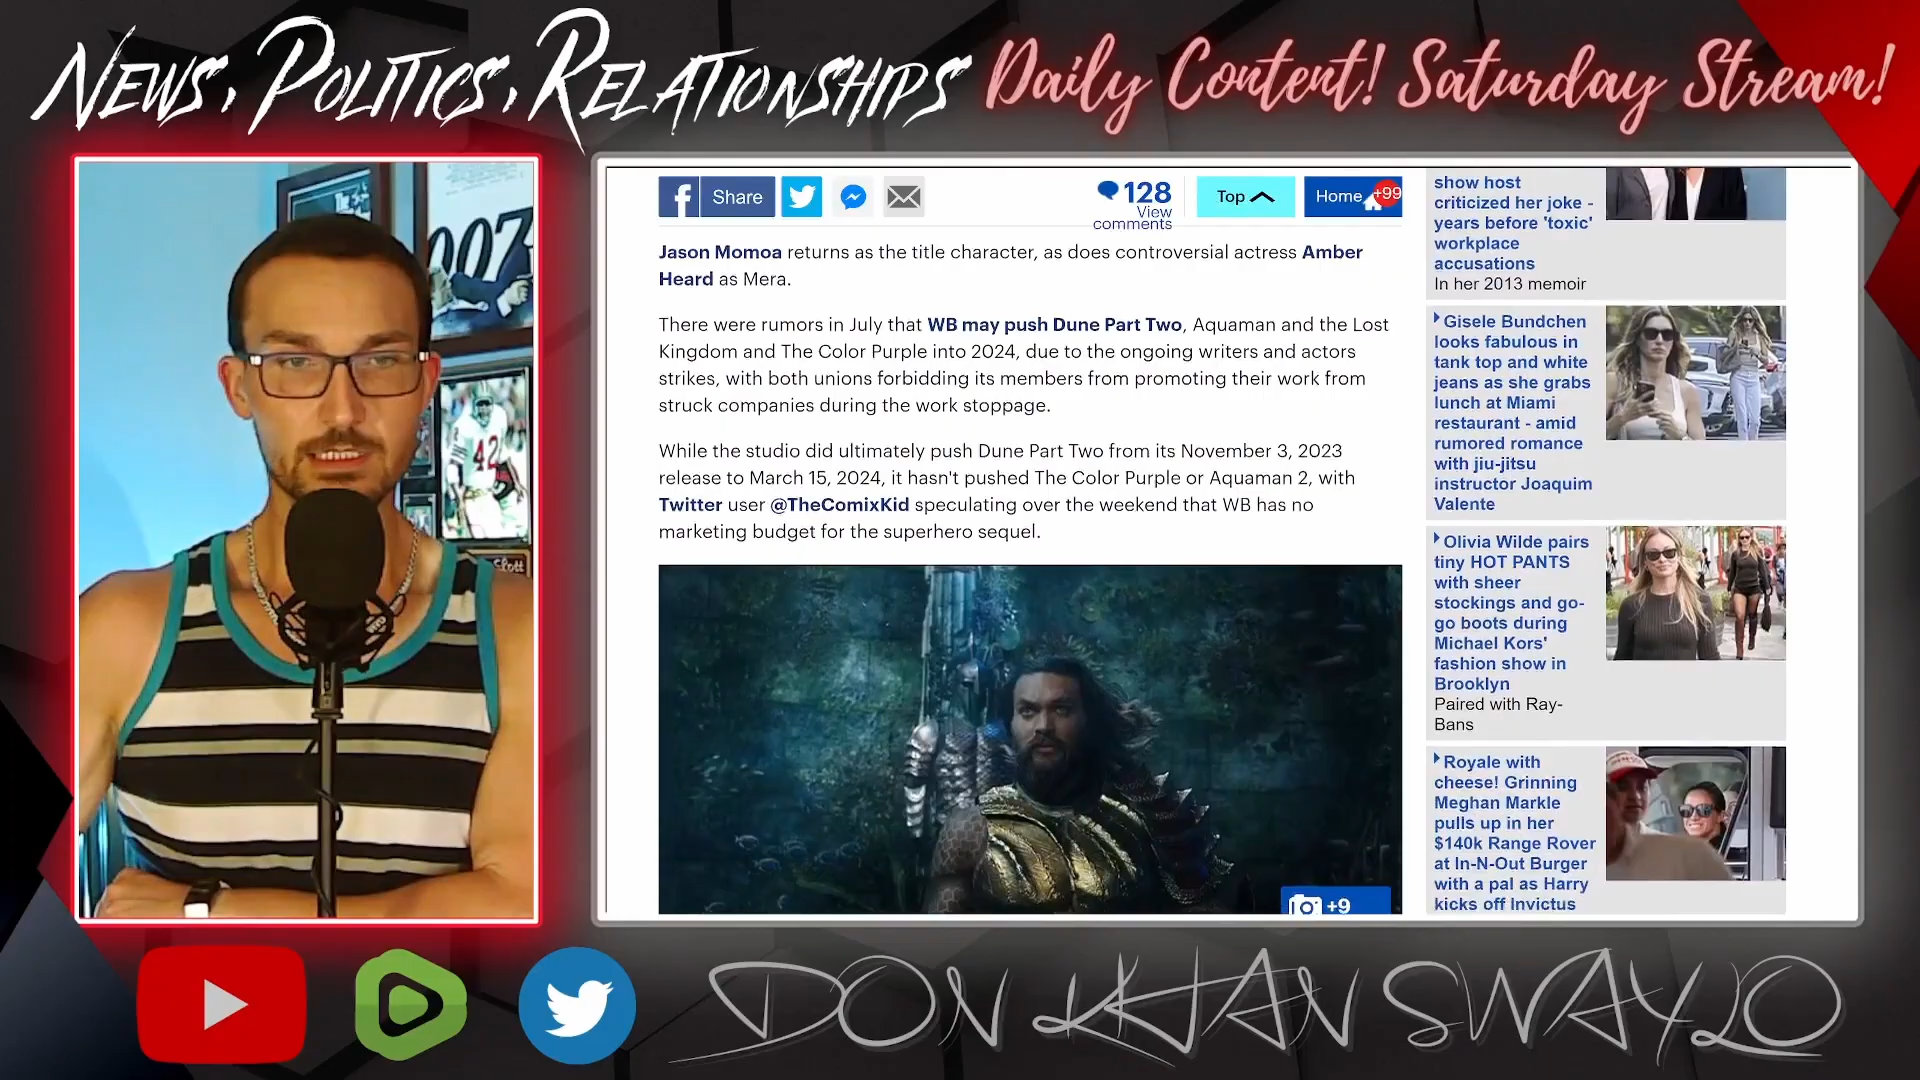 NEWS, POLITICS, RELATIONSHIPS
Daily Content! Saturday Stream!
007
42
Scott
Share
128
View
comments
Top
Home
+99
Jason Momoa returns as the title character, as does controversial actress Amber
Heard as Mera.
There were rumors in July that WB may push Dune Part Two, Aquaman and the Lost
Kingdom and The Color Purple into 2024, due to the ongoing writers and actors
strikes, with both unions forbidding its members from promoting their work from
struck companies during the work stoppage.
While the studio did ultimately push Dune Part Two from its November 3, 2023
release to March 15, 2024, it hasn't pushed The Color Purple or Aquaman 2, with
Twitter user @TheComixKid speculating over the weekend that WB has no
marketing budget for the superhero sequel.
+9
show host
criticized her joke -
years before 'toxic'
workplace
accusations
In her 2013 memoir
Gisele Bundchen
looks fabulous in
tank top and white
jeans as she grabs
lunch at Miami
restaurant - amid
rumored romance
with jiu-jitsu
instructor Joaquim
Valente
Olivia Wilde pairs
tiny HOT PANTS
with sheer
stockings and go-
go boots during
Michael Kors'
fashion show in
Brooklyn
Paired with Ray-
Bans
Royale with
cheese! Grinning
Meghan Markle
pulls up in her
$140k Range Rover
at In-N-Out Burger
with a pal as Harry
kicks off Invictus
DON KHAN SWAYLO